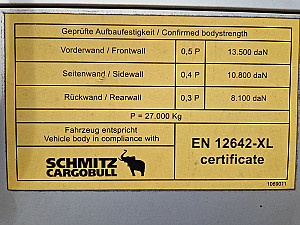 Geprüfte Aufbaufestigkeit / Confirmed bodystrength
Vorderwand / Frontwall 0,5 P 13.500 daN
Seitenwand / Sidewall 0,4 P 10.800 daN
Rückwand / Rearwall 0,3 P 8.100 daN
P = 27.000 Kg
Fahrzeug entspricht
Vehicle body in compliance with
SCHMITZ
CARGOBULL
EN 12642-XL
certificate
1069071